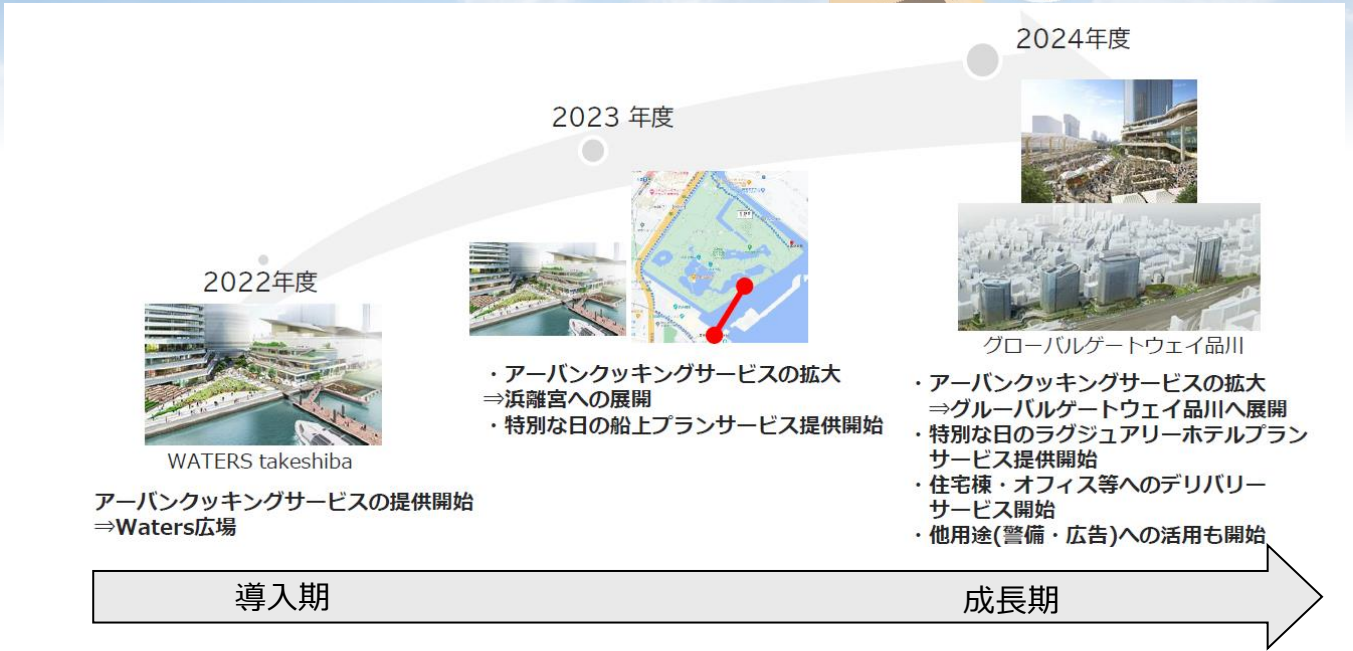 2022年度
WATERS takeshiba
アーバンクッキングサービスの提供開始
⇒Waters広場
2023 年度
・アーバンクッキングサービスの拡大
⇒浜離宮への展開
・特別な日の船上プランサービス提供開始
2024年度
グローバルゲートウェイ品川
・アーバンクッキングサービスの拡大
⇒グルーバルゲートウェイ品川へ展開
・特別な日のラグジュアリーホテルプラン
サービス提供開始
・住宅棟・オフィス等へのデリバリー
サービス開始
・他用途(警備・広告)への活用も開始
導入期
成長期